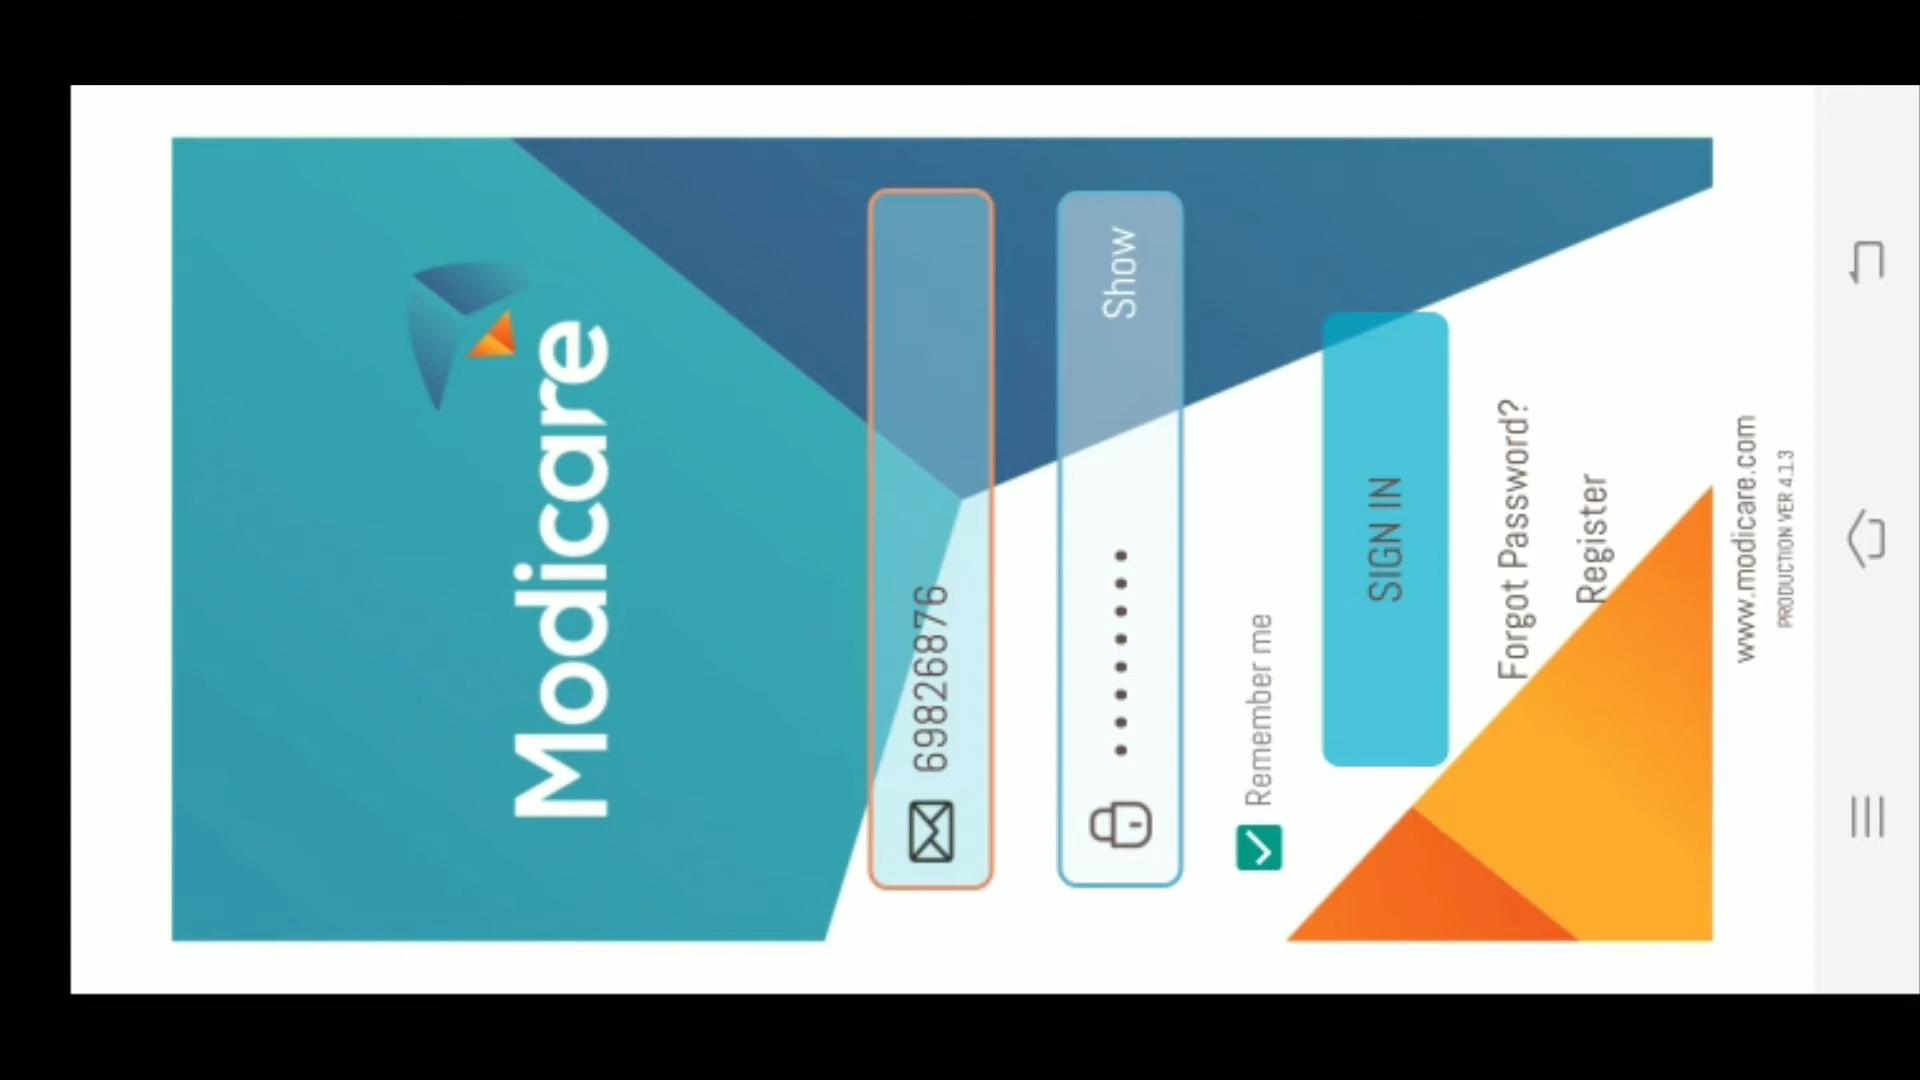 Modicare
69826876
Show
Remember me
SIGN IN
Forgot Password?
Register
www.modicare.com
PRODUCTION VER 4.1.3